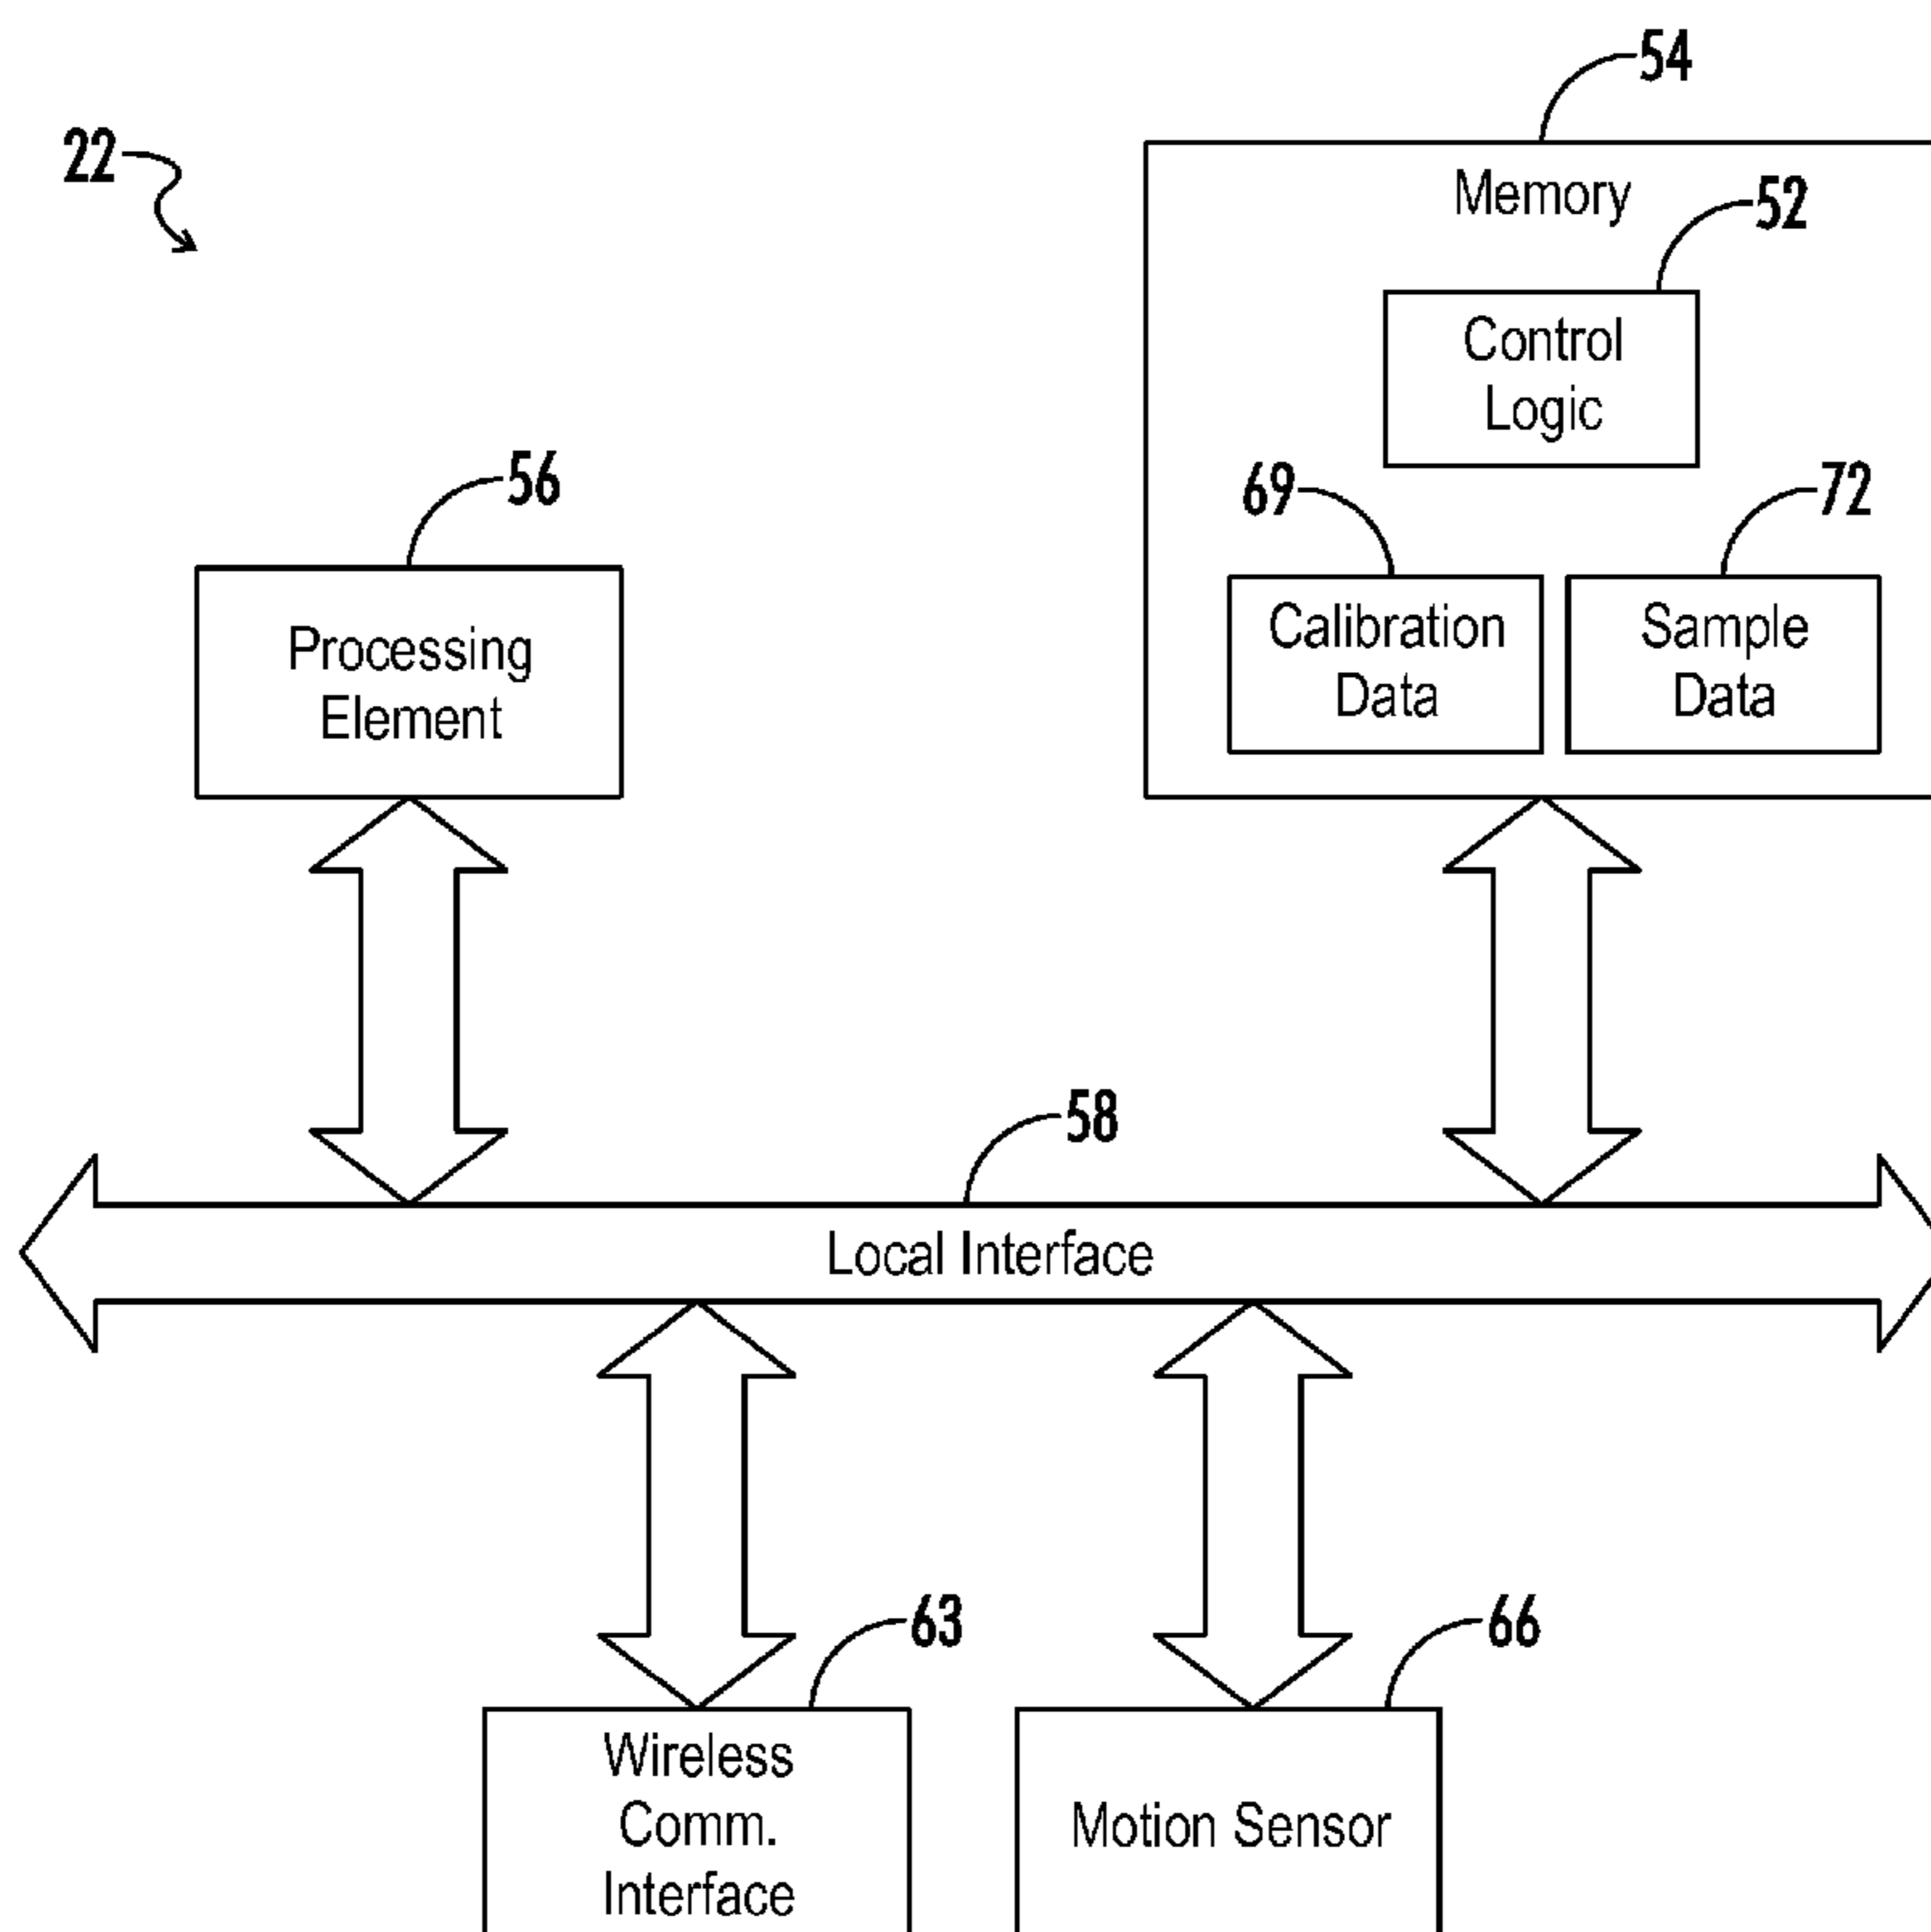 54
22
Memory
52
Control
Logic
56
69
72
Processing
Element
Calibration
Data
Sample
Data
58
Local Interface
63
66
Wireless
Comm.
Interface
Motion Sensor